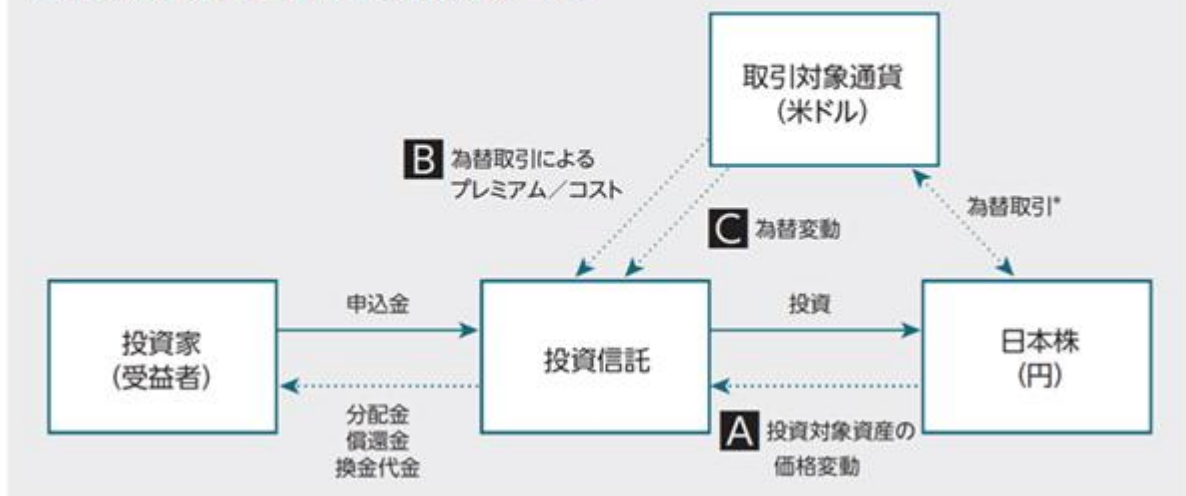 取引対象通貨
（米ドル）
B 為替取引による
プレミアム／コスト
C 為替変動
為替取引*
投資家
（受益者）
申込金
分配金
償還金
換金代金
投資信託
投資
A 投資対象資産の
価格変動
日本株
（円）